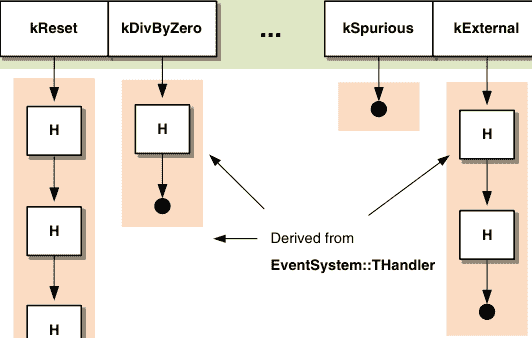 kReset
kDivByZero
...
kSpurious
kExternal
H
H
H
H
H
H
Derived from
EventSystem::THandler